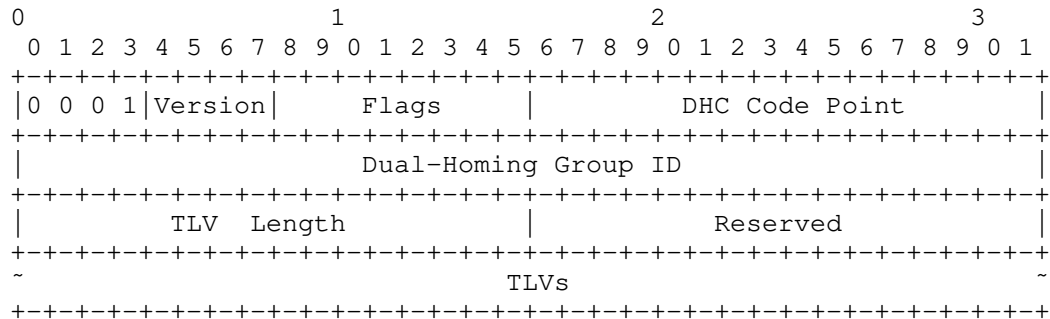 0                   1                   2                   3
 0 1 2 3 4 5 6 7 8 9 0 1 2 3 4 5 6 7 8 9 0 1 2 3 4 5 6 7 8 9 0 1
+-+-+-+-+-+-+-+-+-+-+-+-+-+-+-+-+-+-+-+-+-+-+-+-+-+-+-+-+-+-+-+-+
|0 0 0 1|Version|     Flags     |         DHC Code Point        |
+-+-+-+-+-+-+-+-+-+-+-+-+-+-+-+-+-+-+-+-+-+-+-+-+-+-+-+-+-+-+-+-+
|                     Dual-Homing Group ID                      |
+-+-+-+-+-+-+-+-+-+-+-+-+-+-+-+-+-+-+-+-+-+-+-+-+-+-+-+-+-+-+-+-+
|         TLV  Length           |           Reserved            |
+-+-+-+-+-+-+-+-+-+-+-+-+-+-+-+-+-+-+-+-+-+-+-+-+-+-+-+-+-+-+-+-+
~                              TLVs                             ~
+-+-+-+-+-+-+-+-+-+-+-+-+-+-+-+-+-+-+-+-+-+-+-+-+-+-+-+-+-+-+-+-+